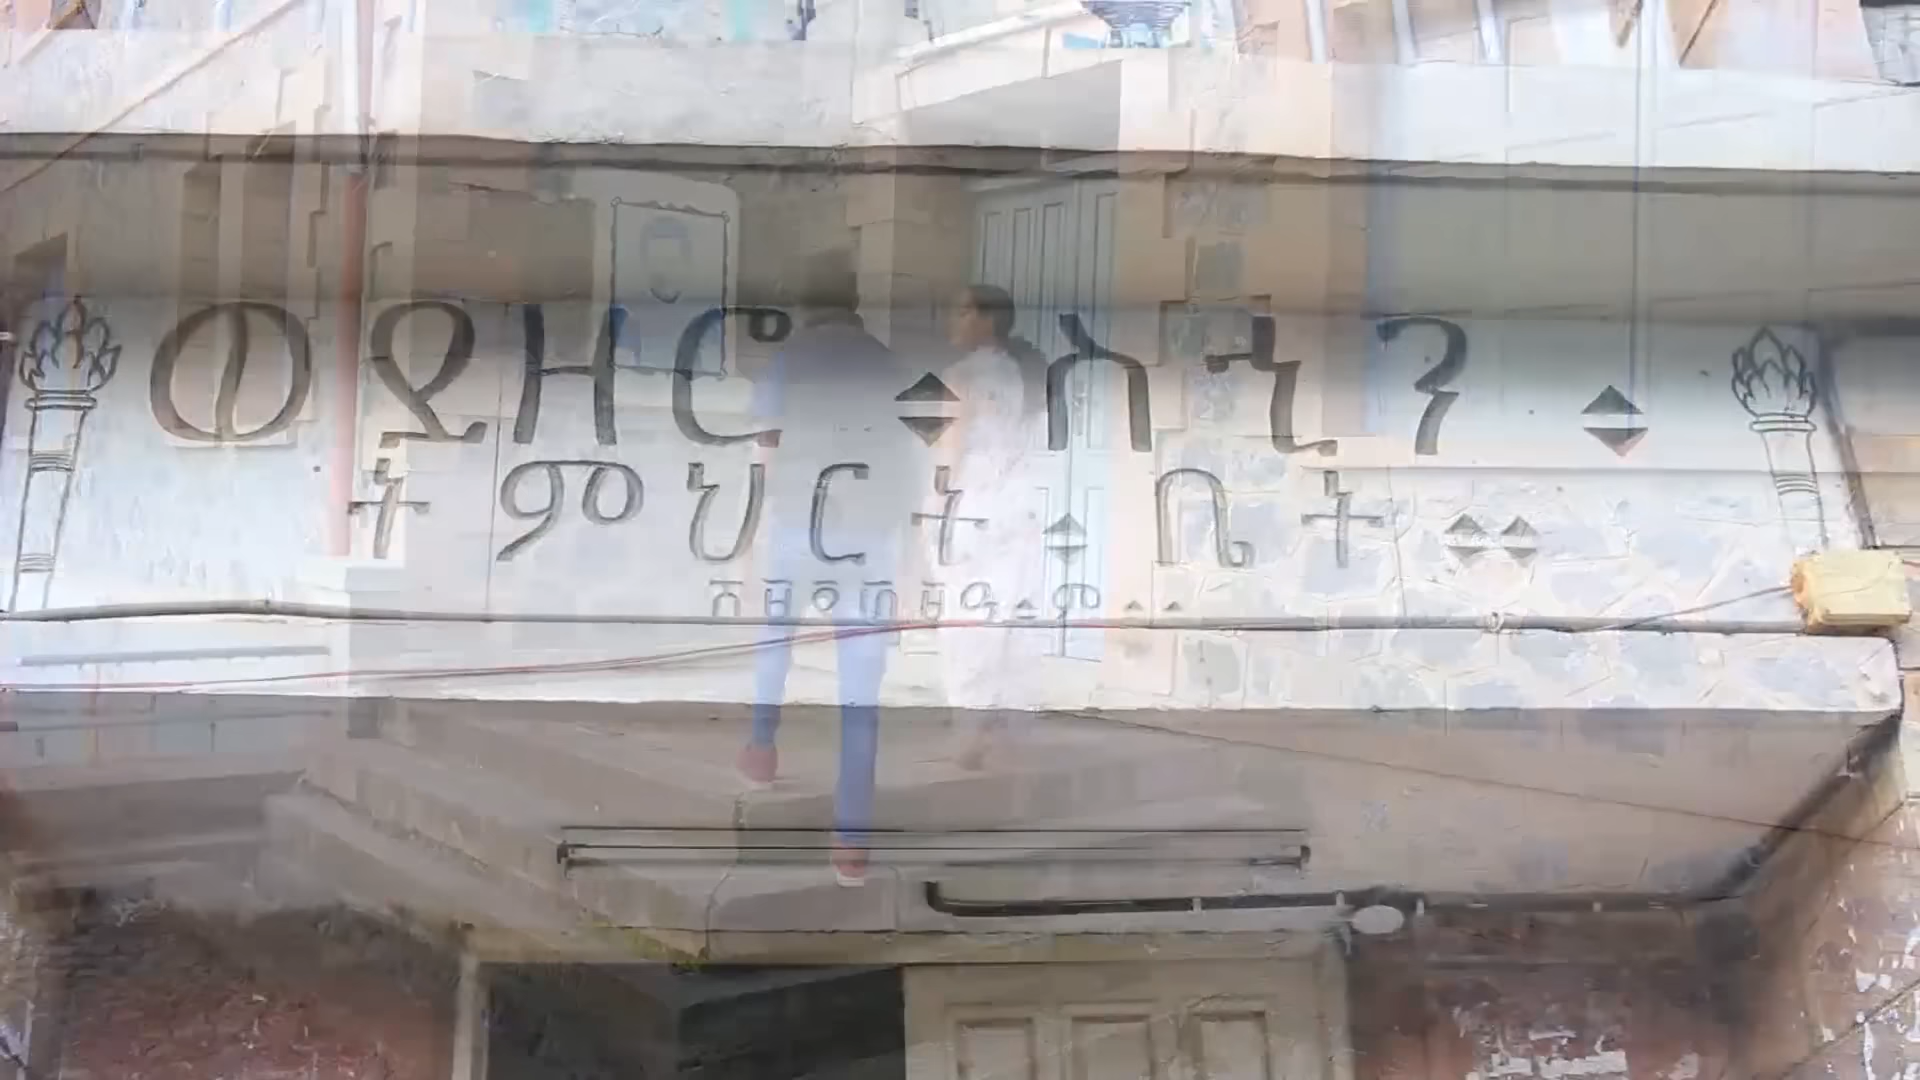 ወይዘሮ ፡ ስኂን ፡
ትምህርት ፡ ቤት ፡፡
ዓ፡ም፡፡